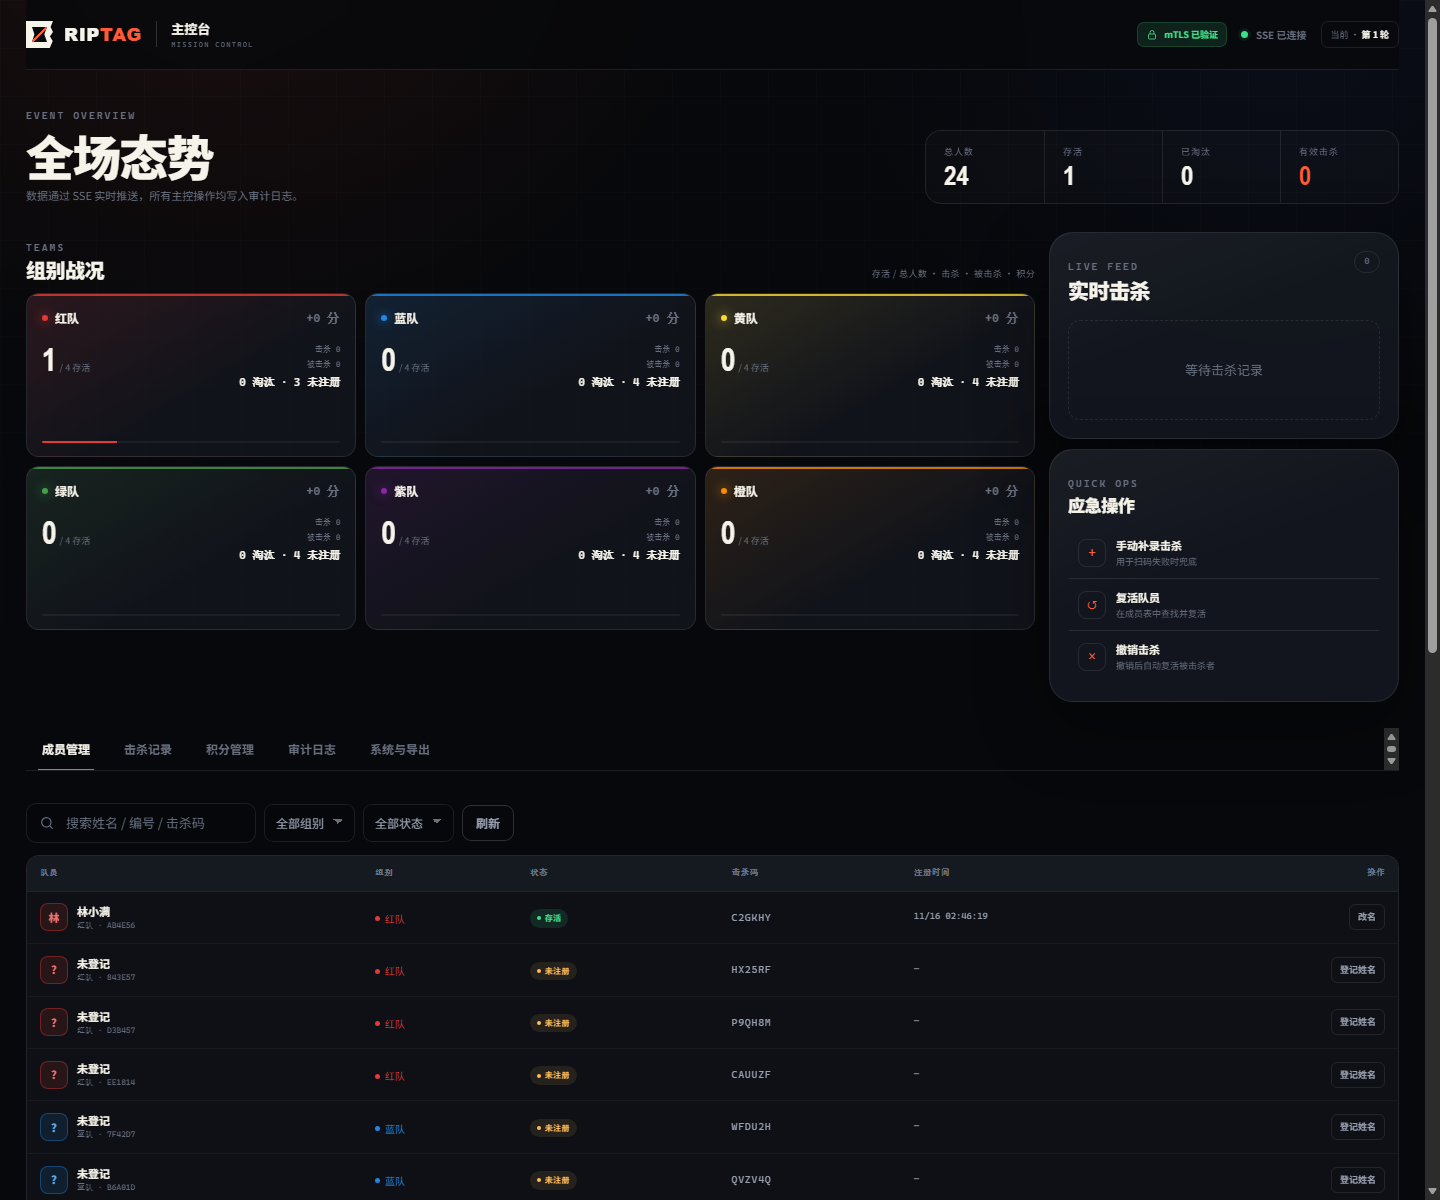 RIPTAG
主控台
MISSION CONTROL
mTLS 已验证
SSE 已连接
当前 · 第 1 轮
EVENT OVERVIEW
全场态势
数据通过 SSE 实时推送，所有主控操作均写入审计日志。
总人数
24
存活
1
已淘汰
0
有效击杀
0
TEAMS
组别战况
存活 / 总人数 · 击杀 · 被击杀 · 积分
红队
+0 分
1 / 4 存活
击杀 0
被击杀 0
0 淘汰 · 3 未注册
蓝队
+0 分
0 / 4 存活
击杀 0
被击杀 0
0 淘汰 · 4 未注册
黄队
+0 分
0 / 4 存活
击杀 0
被击杀 0
0 淘汰 · 4 未注册
绿队
+0 分
0 / 4 存活
击杀 0
被击杀 0
0 淘汰 · 4 未注册
紫队
+0 分
0 / 4 存活
击杀 0
被击杀 0
0 淘汰 · 4 未注册
橙队
+0 分
0 / 4 存活
击杀 0
被击杀 0
0 淘汰 · 4 未注册
LIVE FEED
0
实时击杀
等待击杀记录
QUICK OPS
应急操作
手动补录击杀
用于扫码失败时兜底
复活队员
在成员表中查找并复活
撤销击杀
撤销后自动复活被击杀者
成员管理
击杀记录
积分管理
审计日志
系统与导出
搜索姓名 / 编号 / 击杀码
全部组别
全部状态
刷新
队员 组别 状态 击杀码 注册时间 操作
林 林小满
红队 · AB4E56
红队 存活 C2GKHY 11/16 02:46:19 改名
? 未登记
红队 · 843E57
红队 未注册 HX25RF – 登记姓名
? 未登记
红队 · D3B457
红队 未注册 P9QH8M – 登记姓名
? 未登记
红队 · EE1814
红队 未注册 CAUUZF – 登记姓名
? 未登记
蓝队 · 7F42D7
蓝队 未注册 WFDU2H – 登记姓名
? 未登记
蓝队 · B6A01D
蓝队 未注册 QVZV4Q – 登记姓名